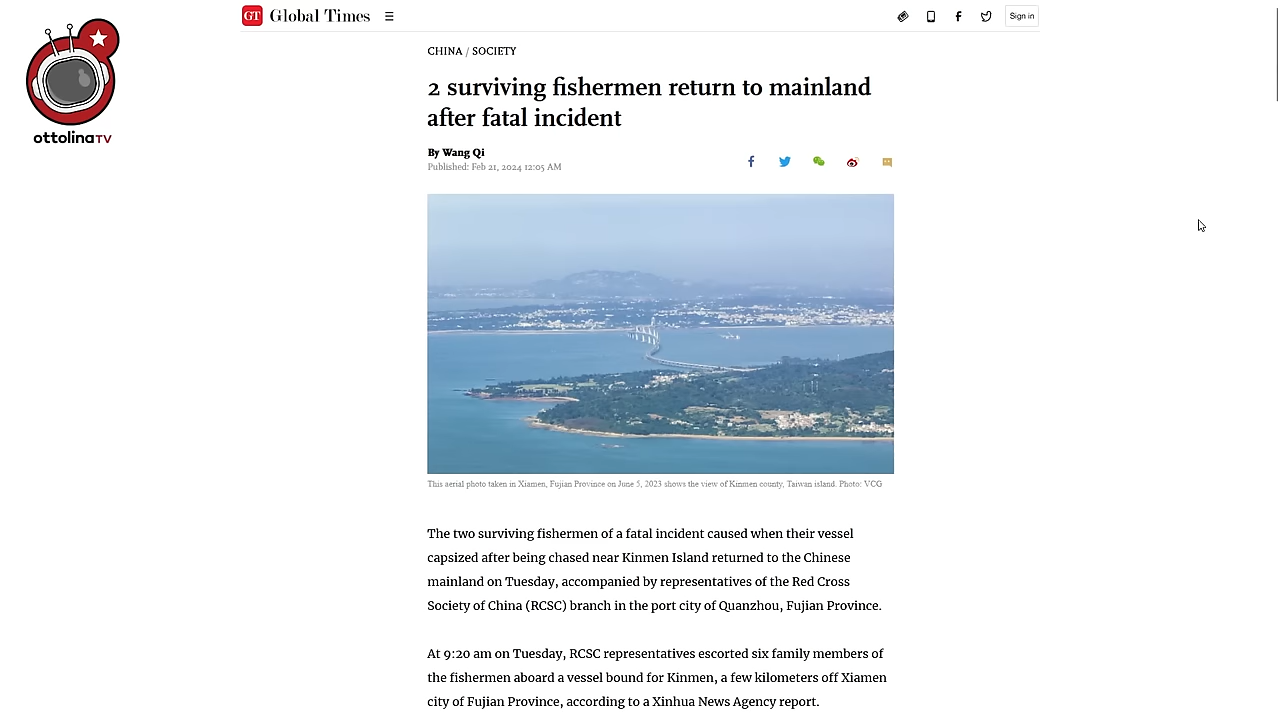 GT Global Times
Sign in
ottolinaTV
CHINA / SOCIETY
2 surviving fishermen return to mainland
after fatal incident
By Wang Qi
Published: Feb 21, 2024 12:05 AM
This aerial photo taken in Xiamen, Fujian Province on June 5, 2023 shows the view of Kinmen county, Taiwan island. Photo: VCG
The two surviving fishermen of a fatal incident caused when their vessel
capsized after being chased near Kinmen Island returned to the Chinese
mainland on Tuesday, accompanied by representatives of the Red Cross
Society of China (RCSC) branch in the port city of Quanzhou, Fujian Province.
At 9:20 am on Tuesday, RCSC representatives escorted six family members of
the fishermen aboard a vessel bound for Kinmen, a few kilometers off Xiamen
city of Fujian Province, according to a Xinhua News Agency report.